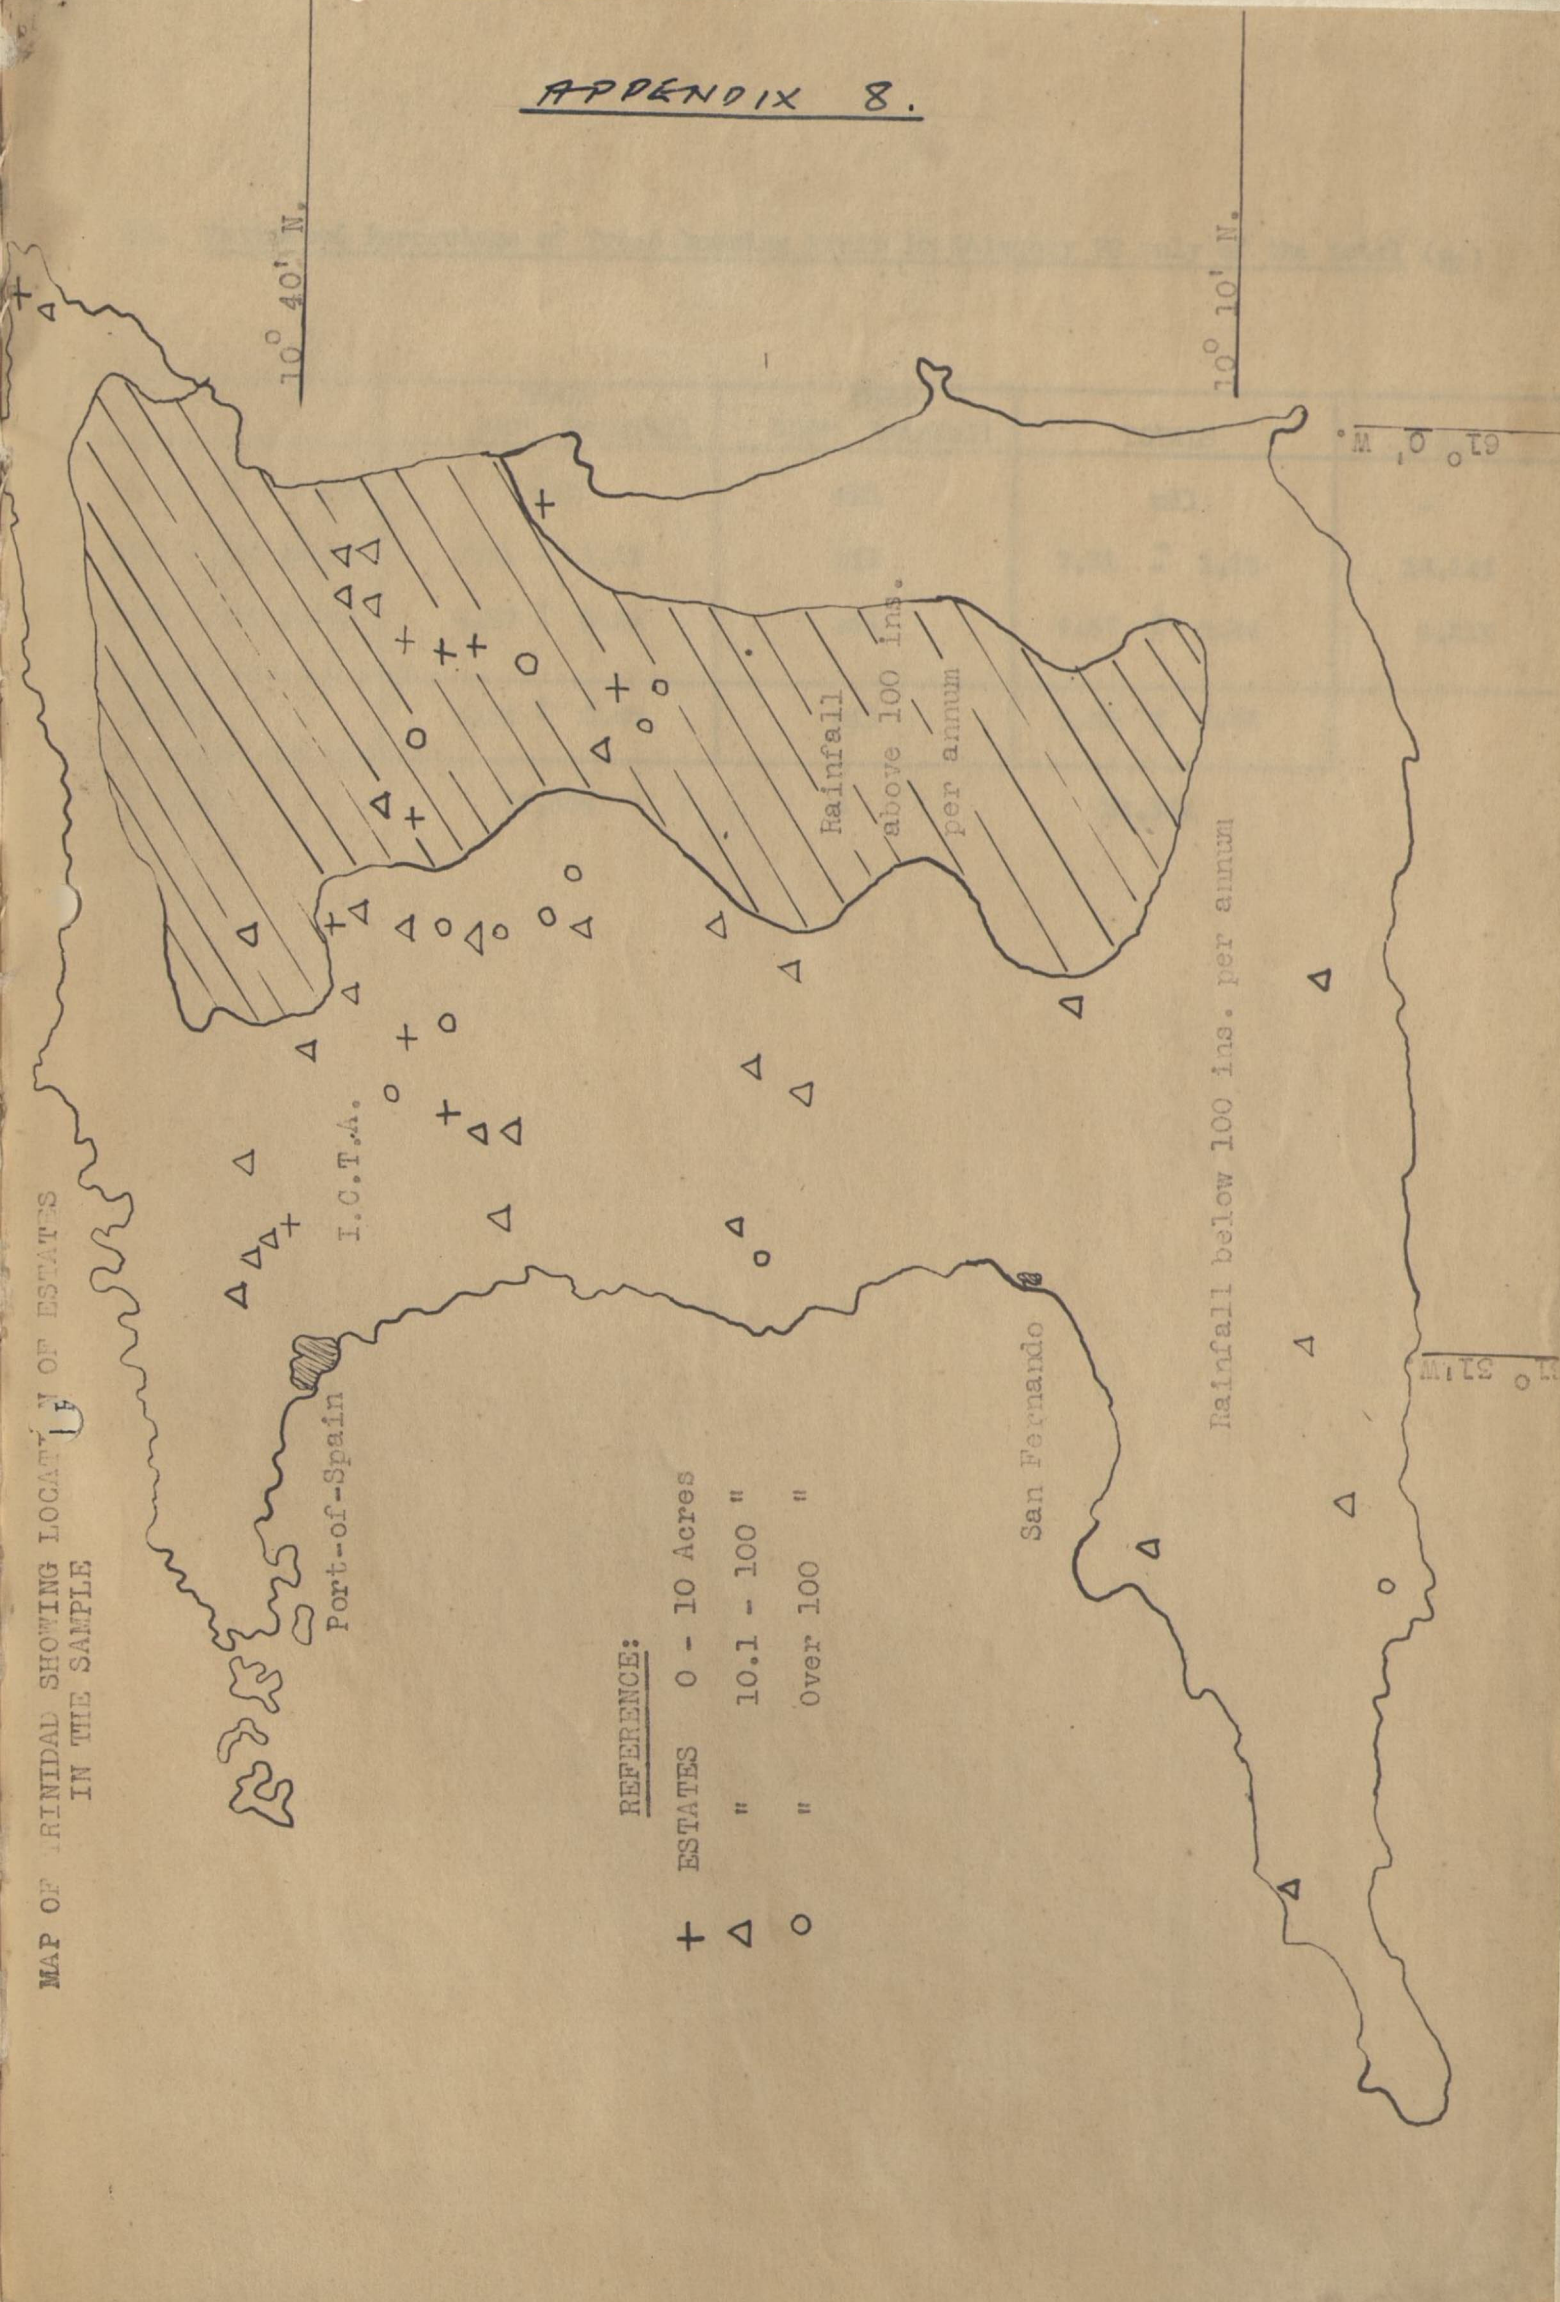 APPENDIX 8.
MAP OF TRINIDAD SHOWING LOCATION OF ESTATES
IN THE SAMPLE
10° 40' N.
10° 10' N.
61° 0' W.
31'W
I.C.T.A.
Port-of-Spain
San Fernando
Rainfall
above 100 ins.
per annum
Rainfall below 100 ins. per annum
REFERENCE:
+ ESTATES 0 - 10 Acres
Δ " 10.1 - 100 "
O " Over 100 "